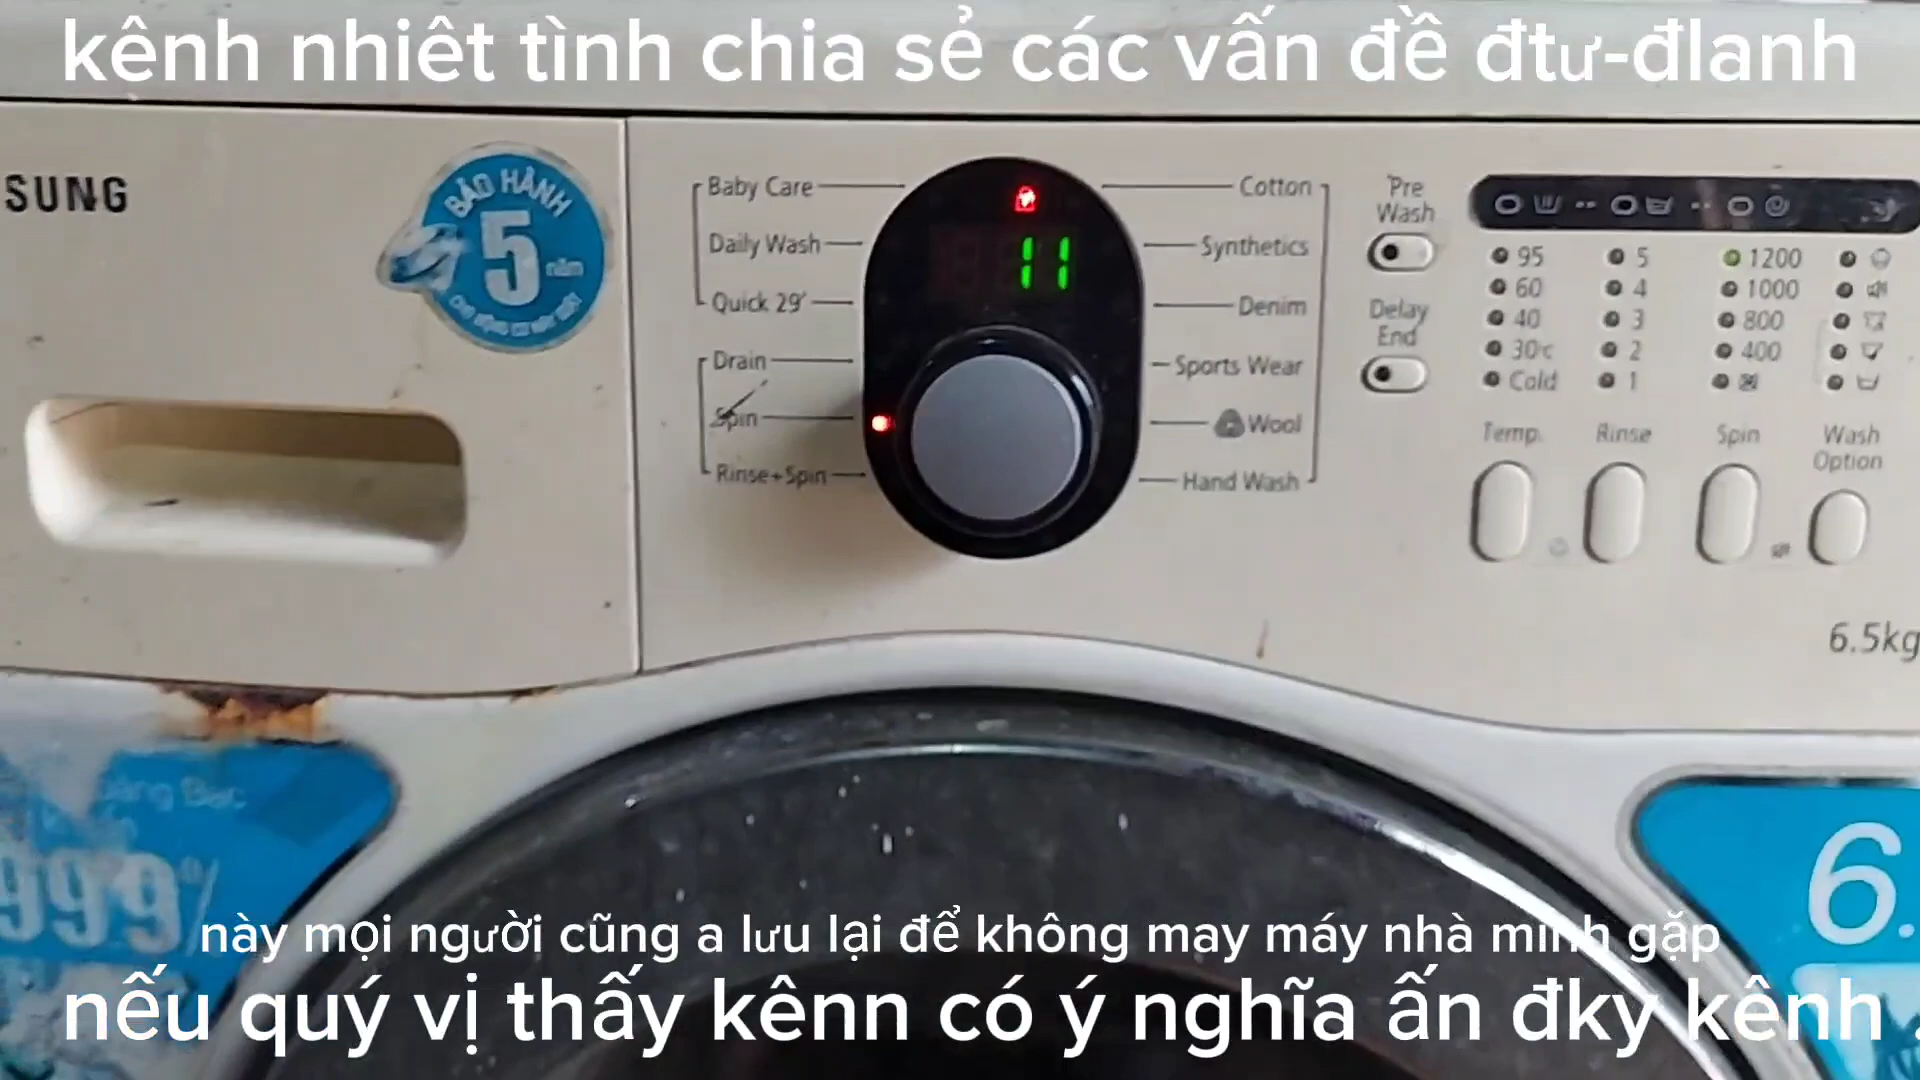 kênh nhiêt tình chia sẻ các vấn đề đtư-đlanh
SUNG
BẢO HÀNH
5
năm
Baby Care
Daily Wash
Quick 29'
Drain
Spin
Rinse+Spin
11
Cotton
Synthetics
Denim
Sports Wear
Wool
Hand Wash
Pre
Wash
Delay
End
95
60
40
30°c
Cold
5
4
3
2
1
1200
1000
800
400
Temp.
Rinse
Spin
Wash
Option
6.5kg
999%
6.
này mọi người cũng a lưu lại để không may máy nhà mình gặp
nếu quý vị thấy kênn có ý nghĩa ấn đky kênh .